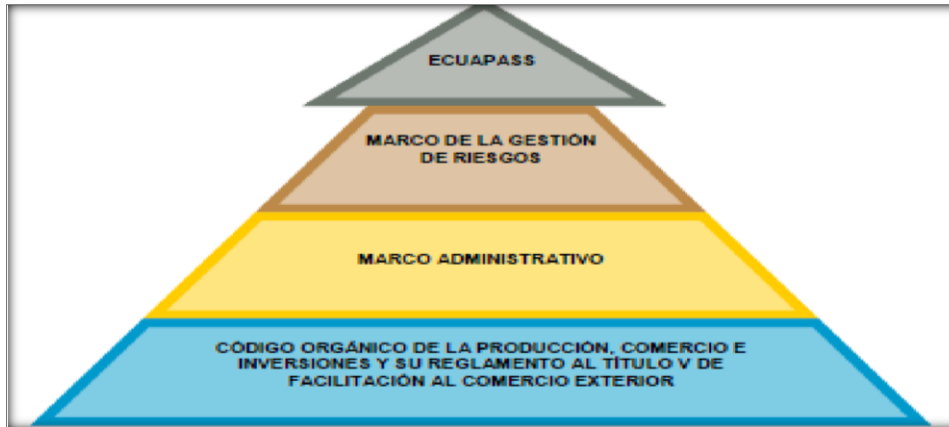 ECUAPASS
MARCO DE LA GESTIÓN
DE RIESGOS
MARCO ADMINISTRATIVO
CÓDIGO ORGÁNICO DE LA PRODUCCIÓN, COMERCIO E
INVERSIONES Y SU REGLAMENTO AL TÍTULO V DE
FACILITACIÓN AL COMERCIO EXTERIOR